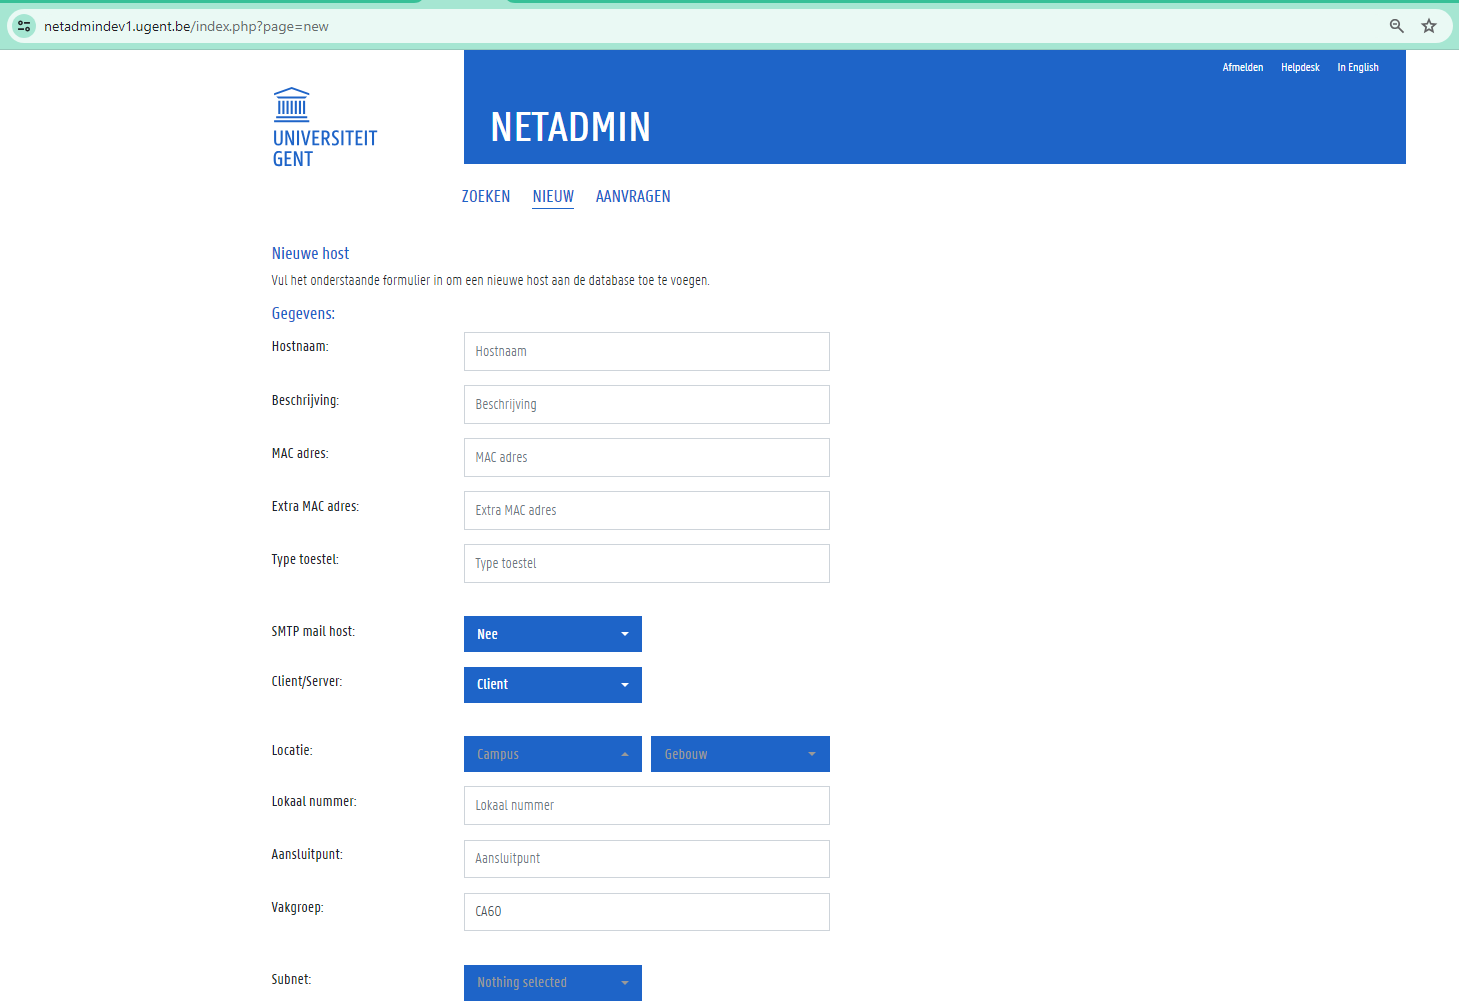 netadmindev1.ugent.be/index.php?page=new
Afmelden Helpdesk In English
NETADMIN
UNIVERSITEIT
GENT
ZOEKEN NIEUW AANVRAGEN
Nieuwe host
Vul het onderstaande formulier in om een nieuwe host aan de database toe te voegen.
Gegevens:
Hostnaam: Hostnaam
Beschrijving: Beschrijving
MAC adres: MAC adres
Extra MAC adres: Extra MAC adres
Type toestel: Type toestel
SMTP mail host: Nee
Client/Server: Client
Locatie: Campus Gebouw
Lokaal nummer: Lokaal nummer
Aansluitpunt: Aansluitpunt
Vakgroep: CA60
Subnet: Nothing selected